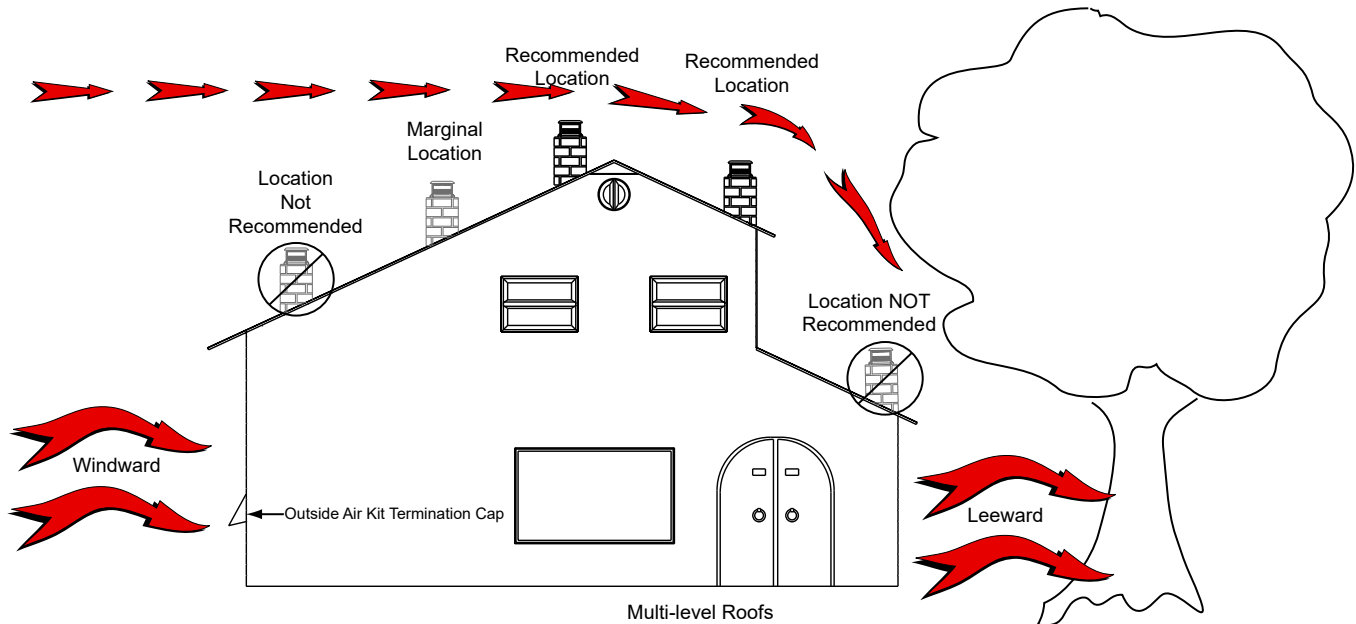 Recommended
Location
Recommended
Location
Marginal
Location
Location
Not
Recommended
Location NOT
Recommended
Windward
Outside Air Kit Termination Cap
Leeward
Multi-level Roofs